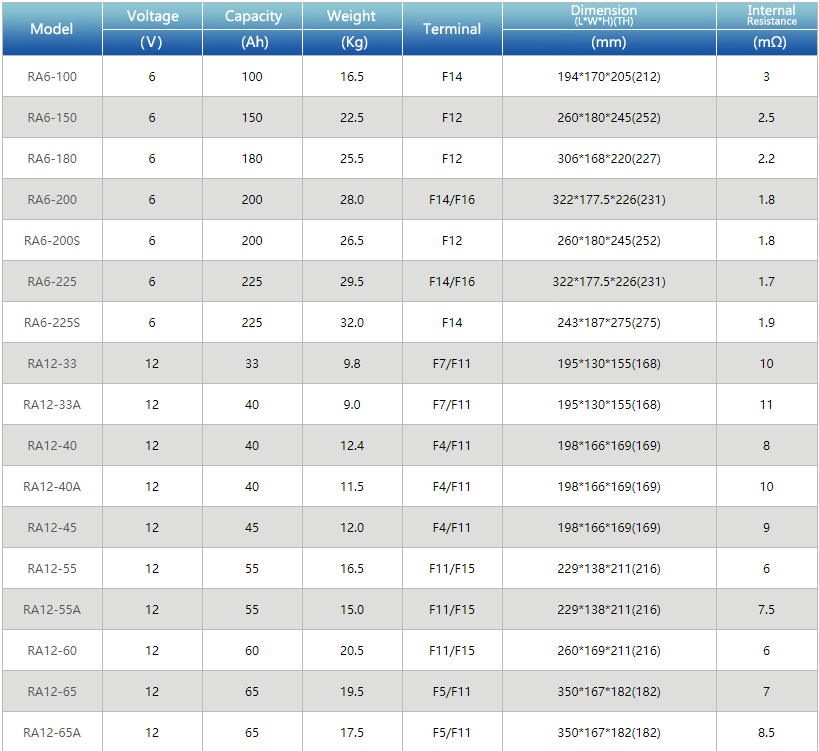 Model Voltage Capacity Weight Terminal Dimension Internal
(L*W*H)(TH) Resistance
(V) (Ah) (Kg) (mm) (mΩ)
RA6-100 6 100 16.5 F14 194*170*205(212) 3
RA6-150 6 150 22.5 F12 260*180*245(252) 2.5
RA6-180 6 180 25.5 F12 306*168*220(227) 2.2
RA6-200 6 200 28.0 F14/F16 322*177.5*226(231) 1.8
RA6-200S 6 200 26.5 F12 260*180*245(252) 1.8
RA6-225 6 225 29.5 F14/F16 322*177.5*226(231) 1.7
RA6-225S 6 225 32.0 F14 243*187*275(275) 1.9
RA12-33 12 33 9.8 F7/F11 195*130*155(168) 10
RA12-33A 12 40 9.0 F7/F11 195*130*155(168) 11
RA12-40 12 40 12.4 F4/F11 198*166*169(169) 8
RA12-40A 12 40 11.5 F4/F11 198*166*169(169) 10
RA12-45 12 45 12.0 F4/F11 198*166*169(169) 9
RA12-55 12 55 16.5 F11/F15 229*138*211(216) 6
RA12-55A 12 55 15.0 F11/F15 229*138*211(216) 7.5
RA12-60 12 60 20.5 F11/F15 260*169*211(216) 6
RA12-65 12 65 19.5 F5/F11 350*167*182(182) 7
RA12-65A 12 65 17.5 F5/F11 350*167*182(182) 8.5